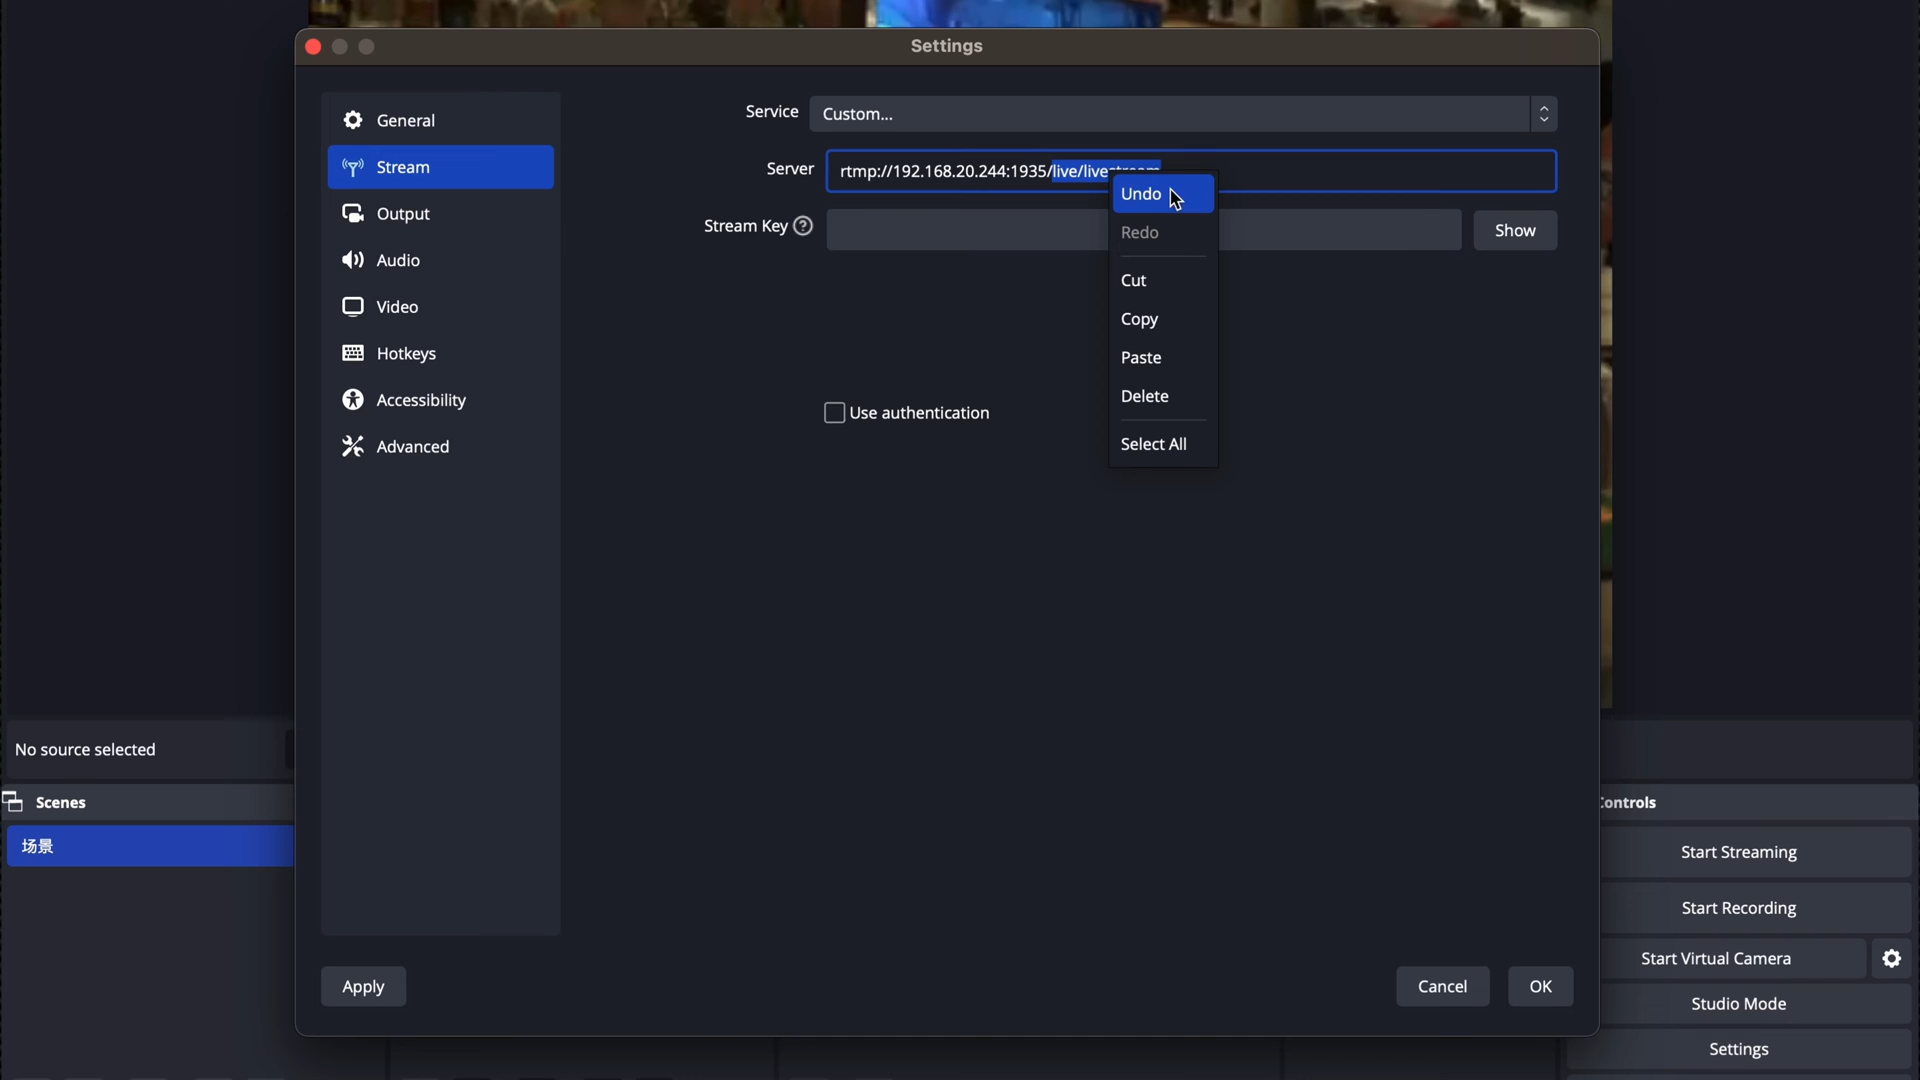 Settings
General
Stream
Output
Audio
Video
Hotkeys
Accessibility
Advanced
Service Custom...
Server rtmp://192.168.20.244:1935/live/livestream
Stream Key ? Show
Use authentication
Undo
Redo
Cut
Copy
Paste
Delete
Select All
Apply
Cancel
OK
No source selected
Scenes
场景
Controls
Start Streaming
Start Recording
Start Virtual Camera
Studio Mode
Settings